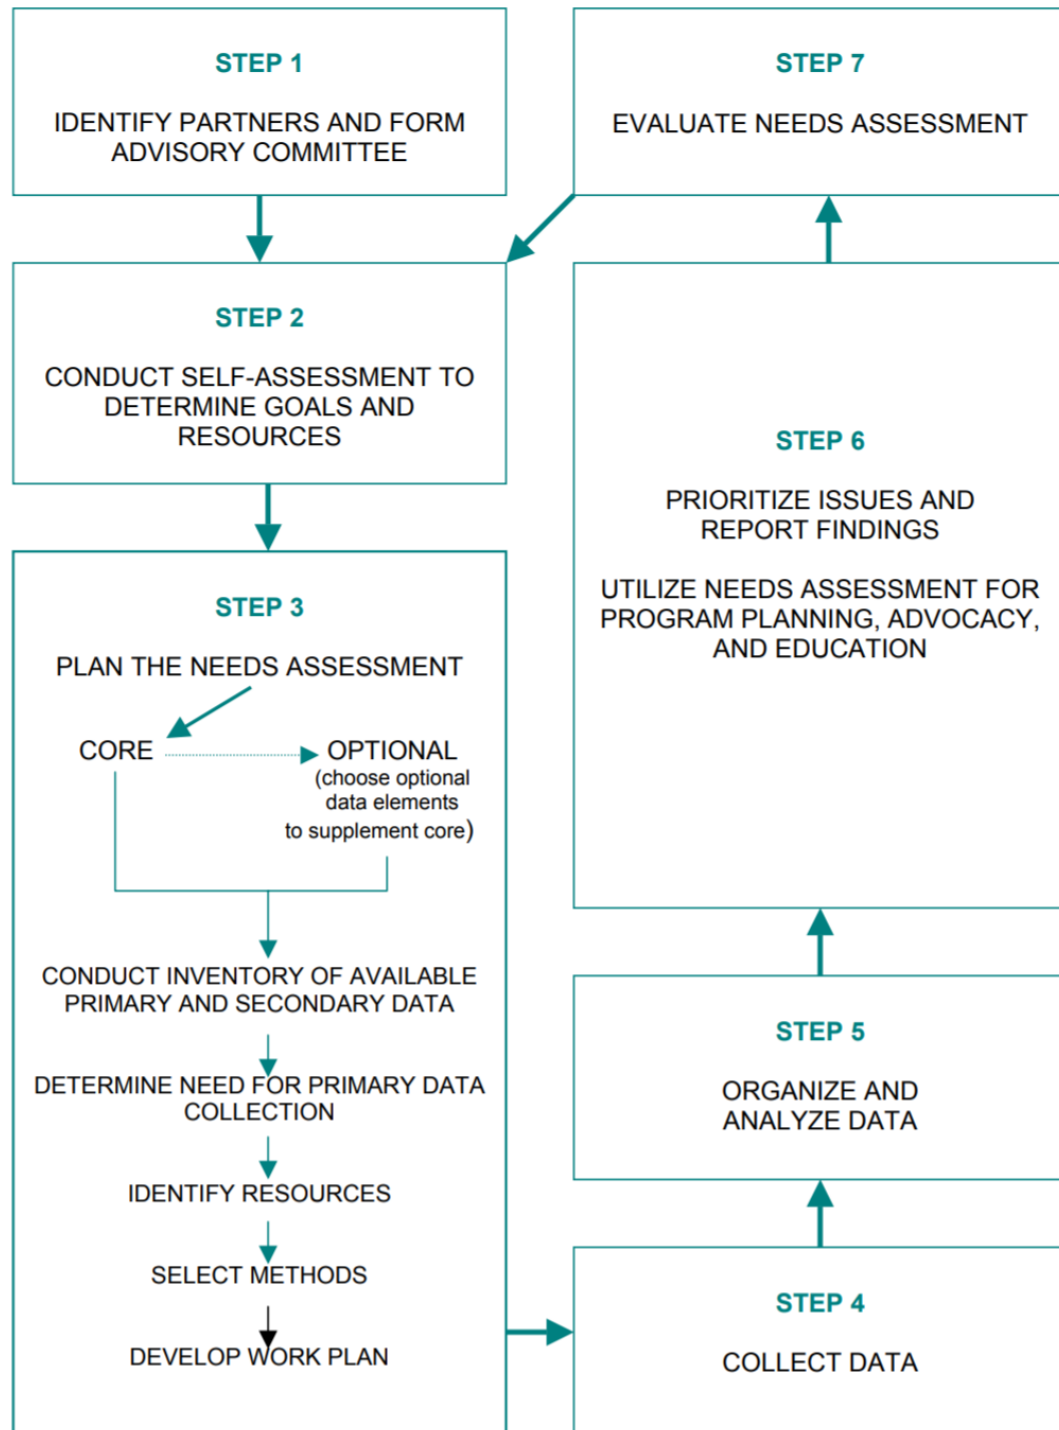 STEP 1
IDENTIFY PARTNERS AND FORM
ADVISORY COMMITTEE
STEP 2
CONDUCT SELF-ASSESSMENT TO
DETERMINE GOALS AND
RESOURCES
STEP 3
PLAN THE NEEDS ASSESSMENT
CORE
OPTIONAL
(choose optional
data elements
to supplement core)
CONDUCT INVENTORY OF AVAILABLE
PRIMARY AND SECONDARY DATA
DETERMINE NEED FOR PRIMARY DATA
COLLECTION
IDENTIFY RESOURCES
SELECT METHODS
DEVELOP WORK PLAN
STEP 4
COLLECT DATA
STEP 5
ORGANIZE AND
ANALYZE DATA
STEP 6
PRIORITIZE ISSUES AND
REPORT FINDINGS
UTILIZE NEEDS ASSESSMENT FOR
PROGRAM PLANNING, ADVOCACY,
AND EDUCATION
STEP 7
EVALUATE NEEDS ASSESSMENT